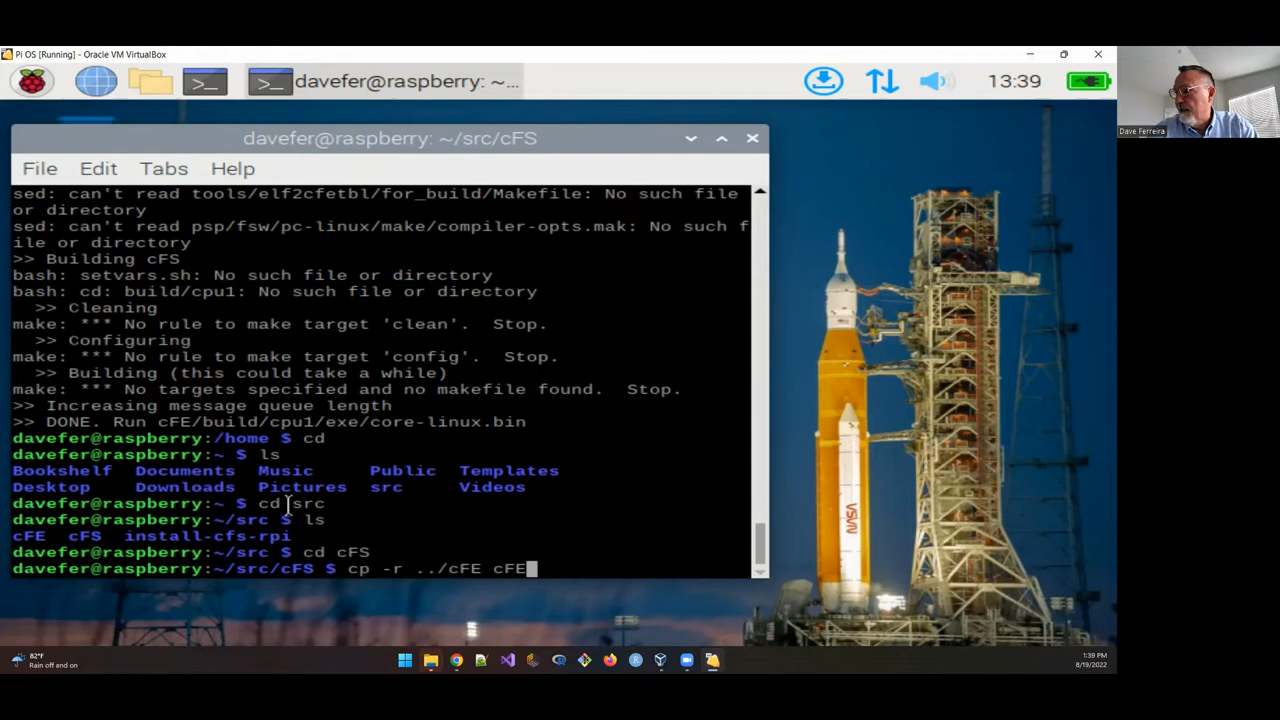 Pi OS [Running] - Oracle VM VirtualBox
davefer@raspberry: ~...
13:39
Dave Ferreira
davefer@raspberry: ~/src/cFS
File Edit Tabs Help
sed: can't read tools/elf2cfetbl/for_build/Makefile: No such file
or directory
sed: can't read psp/fsw/pc-linux/make/compiler-opts.mak: No such f
ile or directory
>> Building cFS
bash: setvars.sh: No such file or directory
bash: cd: build/cpu1: No such file or directory
>> Cleaning
make: *** No rule to make target 'clean'. Stop.
>> Configuring
make: *** No rule to make target 'config'. Stop.
>> Building (this could take a while)
make: *** No targets specified and no makefile found. Stop.
>> Increasing message queue length
>> DONE. Run cFE/build/cpu1/exe/core-linux.bin
davefer@raspberry:/home $ cd
davefer@raspberry:~ $ ls
Bookshelf Documents Music Public Templates
Desktop Downloads Pictures src Videos
davefer@raspberry:~ $ cd src
davefer@raspberry:~/src $ ls
cFE cFS install-cfs-rpi
davefer@raspberry:~/src $ cd cFS
davefer@raspberry:~/src/cFS $ cp -r ../cFE cFE
82°F
Rain off and on
1:39 PM
8/19/2022